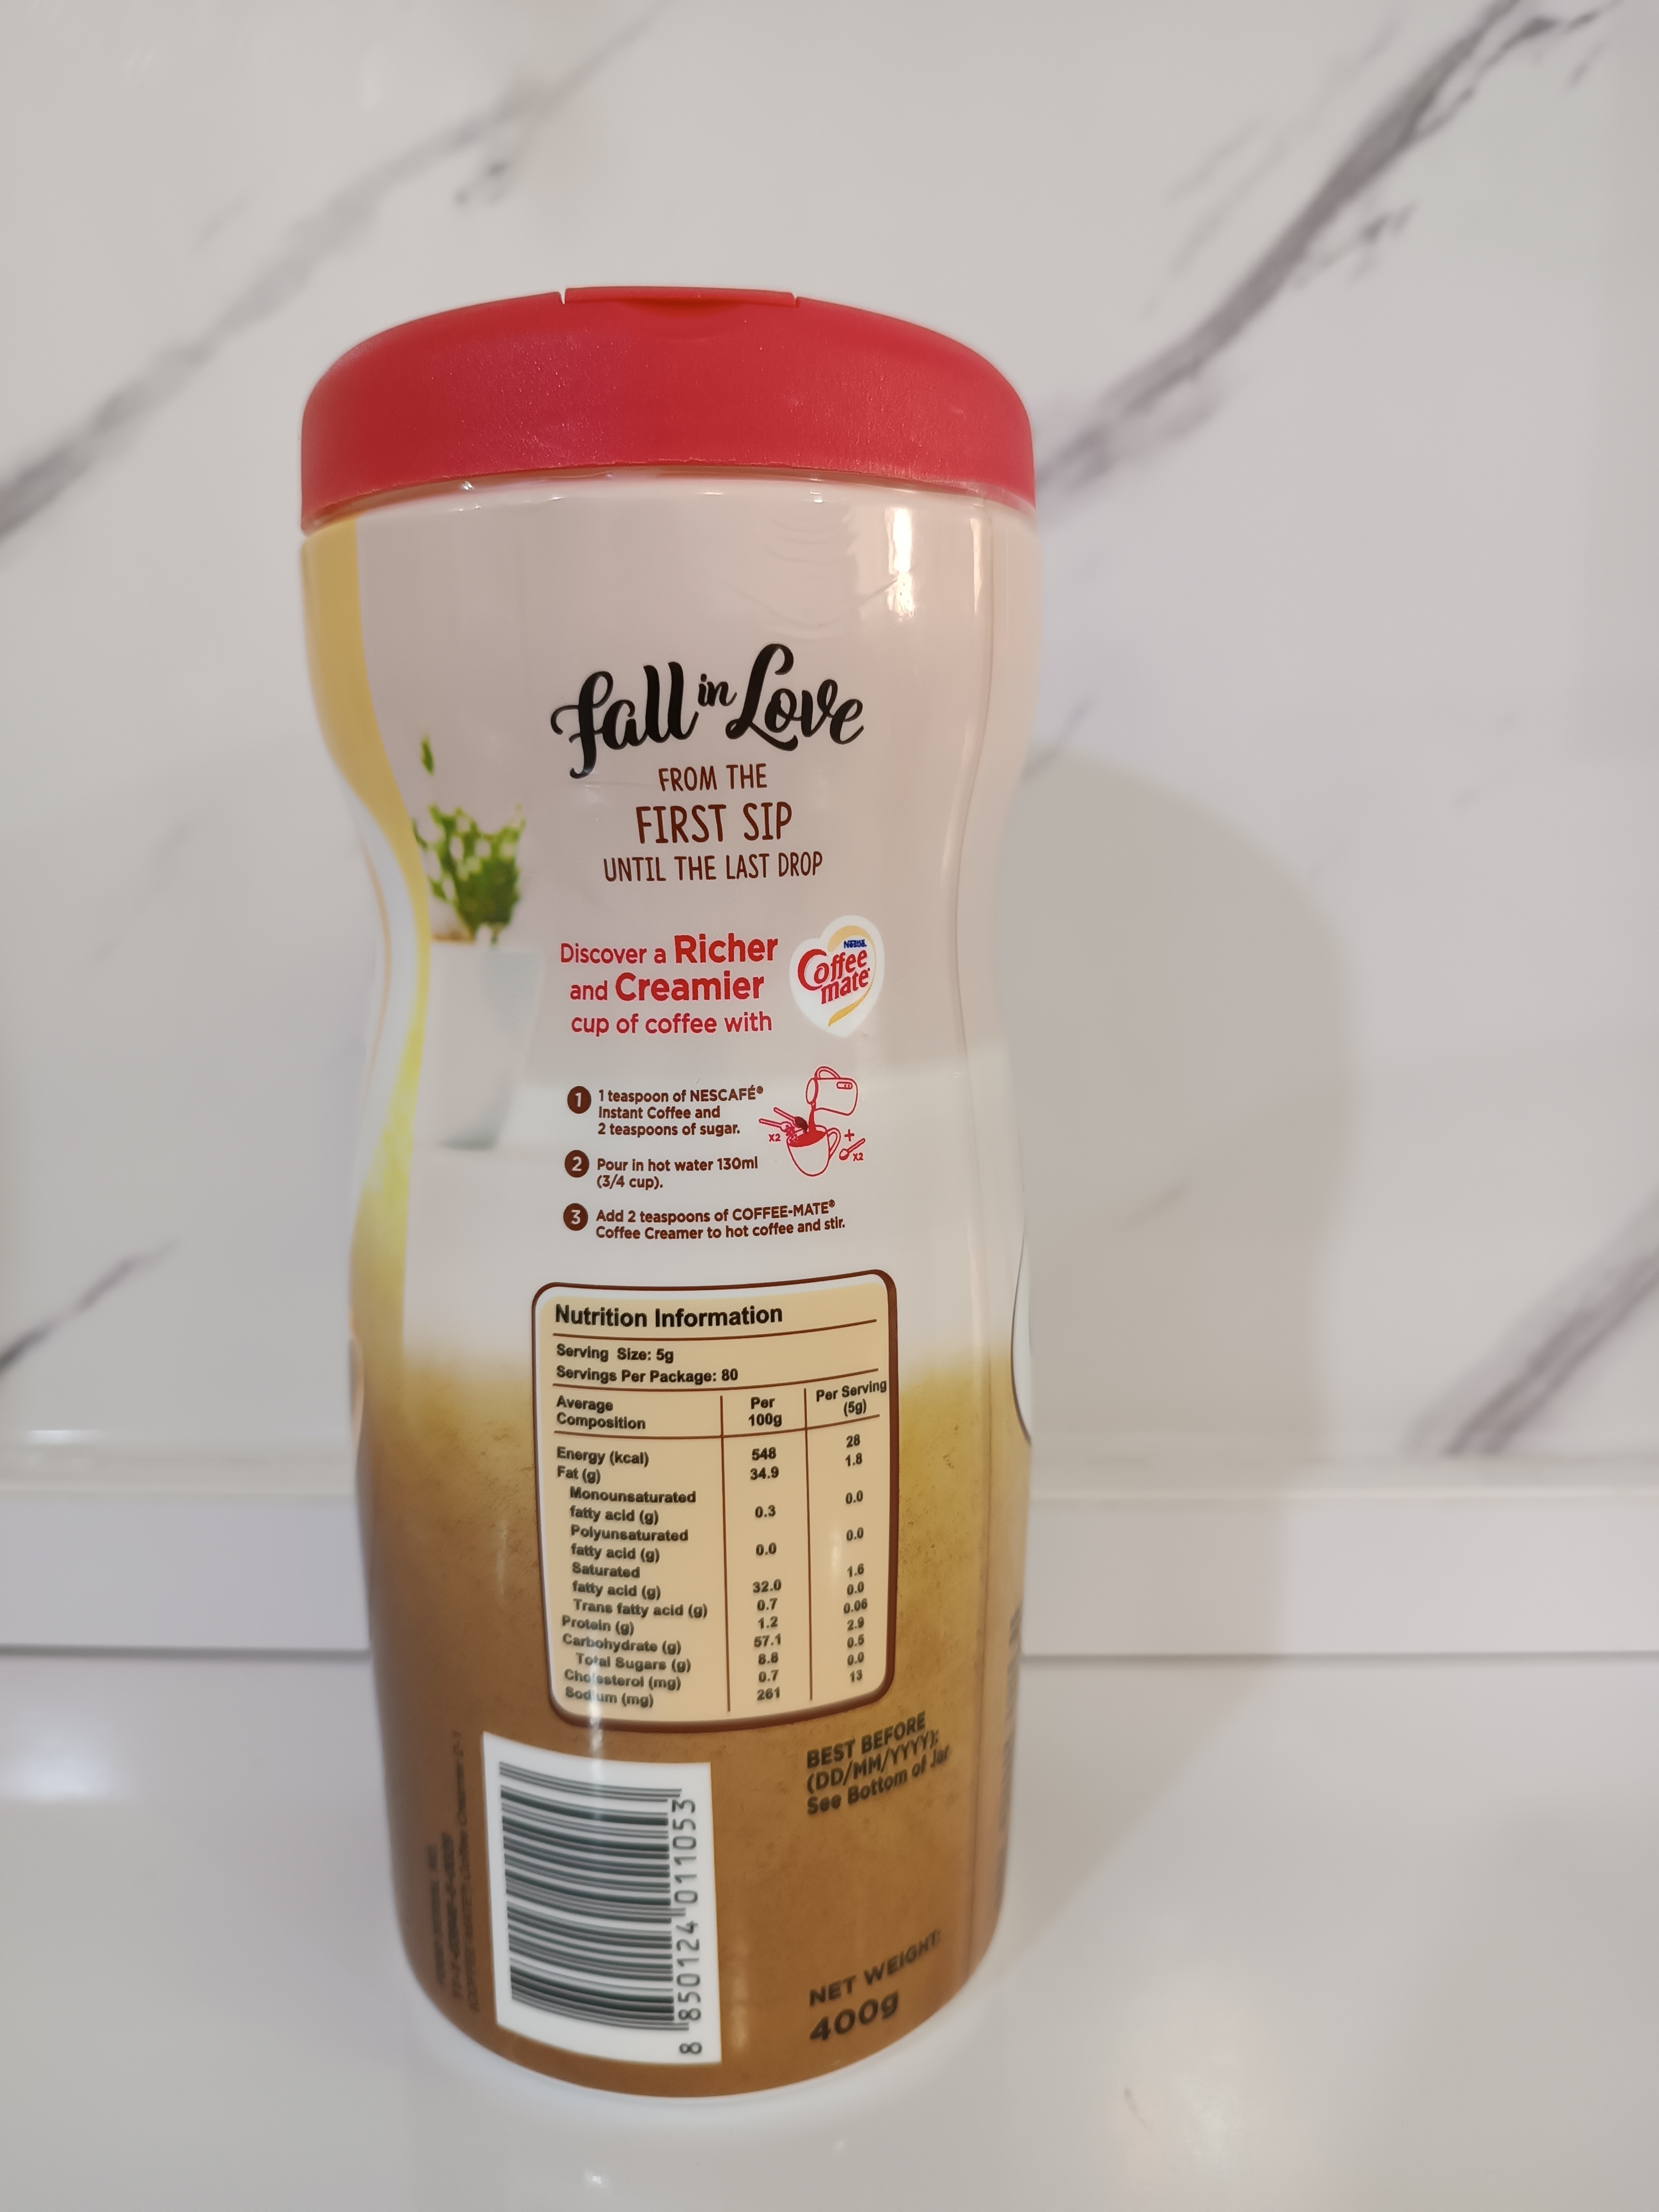 fall in Love
FROM THE
FIRST SIP
UNTIL THE LAST DROP
Discover a Richer
and Creamier
cup of coffee with
NESTLÉ
Coffee
mate
1 1 teaspoon of NESCAFÉ®
Instant Coffee and
2 teaspoons of sugar.
x2
+
x2
2 Pour in hot water 130ml
(3/4 cup).
3 Add 2 teaspoons of COFFEE-MATE®
Coffee Creamer to hot coffee and stir.
Nutrition Information
Serving Size: 5g
Servings Per Package: 80
Average Composition Per 100g Per Serving (5g)
Energy (kcal) 548 28
Fat (g) 34.9 1.8
Monounsaturated
fatty acid (g) 0.3 0.0
Polyunsaturated
fatty acid (g) 0.0 0.0
Saturated
fatty acid (g) 32.0 1.6
Trans fatty acid (g) 0.7 0.0
Protein (g) 1.2 0.06
Carbohydrate (g) 57.1 2.9
Total Sugars (g) 8.8 0.5
Cholesterol (mg) 0.7 0.0
Sodium (mg) 261 13
BEST BEFORE
(DD/MM/YYYY):
See Bottom of Jar
8 850124 011053
NET WEIGHT:
400g